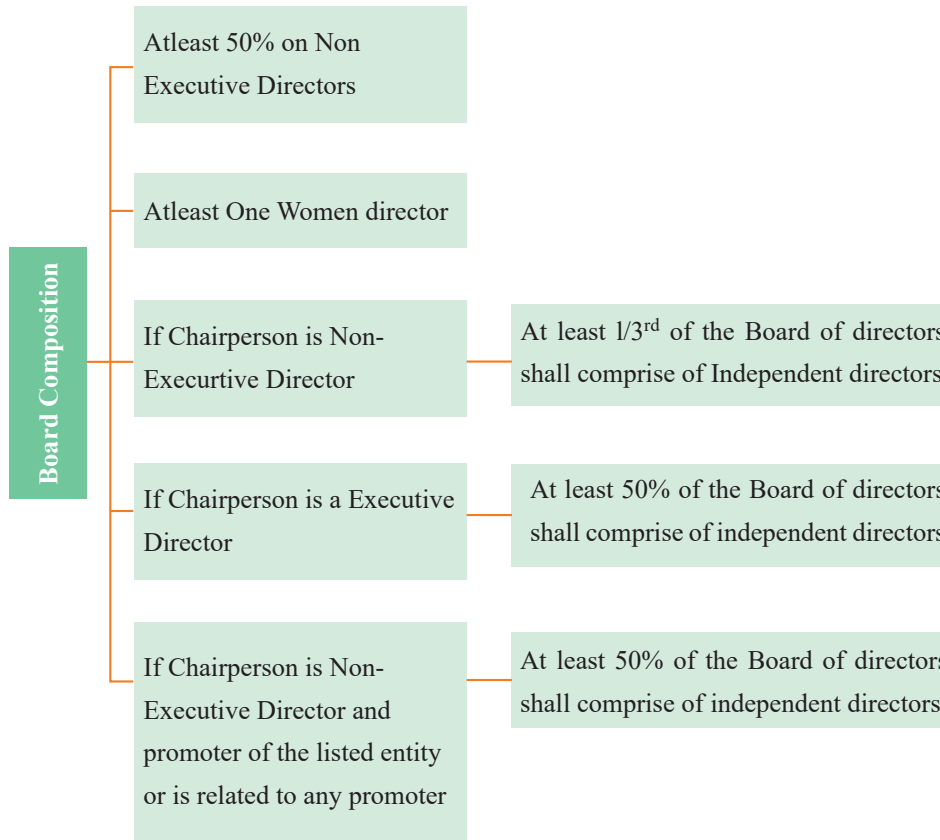 Board Composition
Atleast 50% on Non
Executive Directors
Atleast One Women director
If Chairperson is Non-
Execurtive Director
At least l/3rd of the Board of directors
shall comprise of Independent directors
If Chairperson is a Executive
Director
At least 50% of the Board of directors
shall comprise of independent directors
If Chairperson is Non-
Executive Director and
promoter of the listed entity
or is related to any promoter
At least 50% of the Board of directors
shall comprise of independent directors